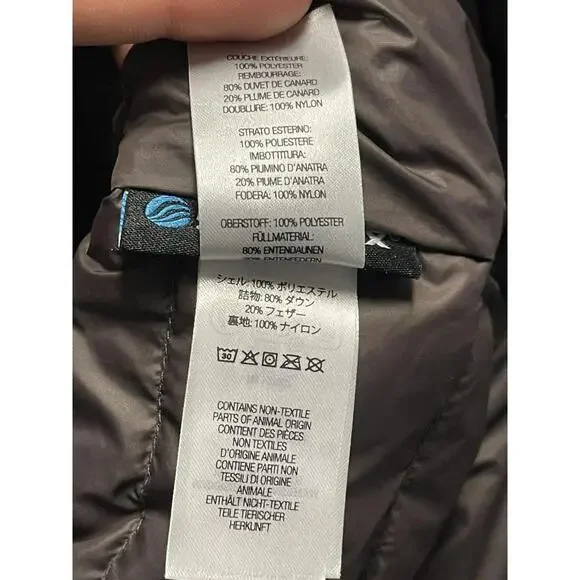 COUCHE EXTÉRIEURE:
100% POLYESTER
REMBOURRAGE:
80% DUVET DE CANARD
20% PLUME DE CANARD
DOUBLURE: 100% NYLON
STRATO ESTERNO:
100% POLIESTERE
IMBOTTITURA:
80% PIUMINO D'ANATRA
20% PIUME D'ANATRA
FODERA: 100% NYLON
OBERSTOFF: 100% POLYESTER
FÜLLMATERIAL:
80% ENTENDAUNEN
20% ENTENFEDERN
X
シェル: 100% ポリエステル
詰物: 80% ダウン
20% フェザー
裏地: 100% ナイロン
30
CONTAINS NON-TEXTILE
PARTS OF ANIMAL ORIGIN
CONTIENT DES PIÈCES
NON TEXTILES
D'ORIGINE ANIMALE
CONTIENE PARTI NON
TESSILI DI ORIGINE
ANIMALE
ENTHÄLT NICHT-TEXTILE
TEILE TIERISCHER
HERKUNFT